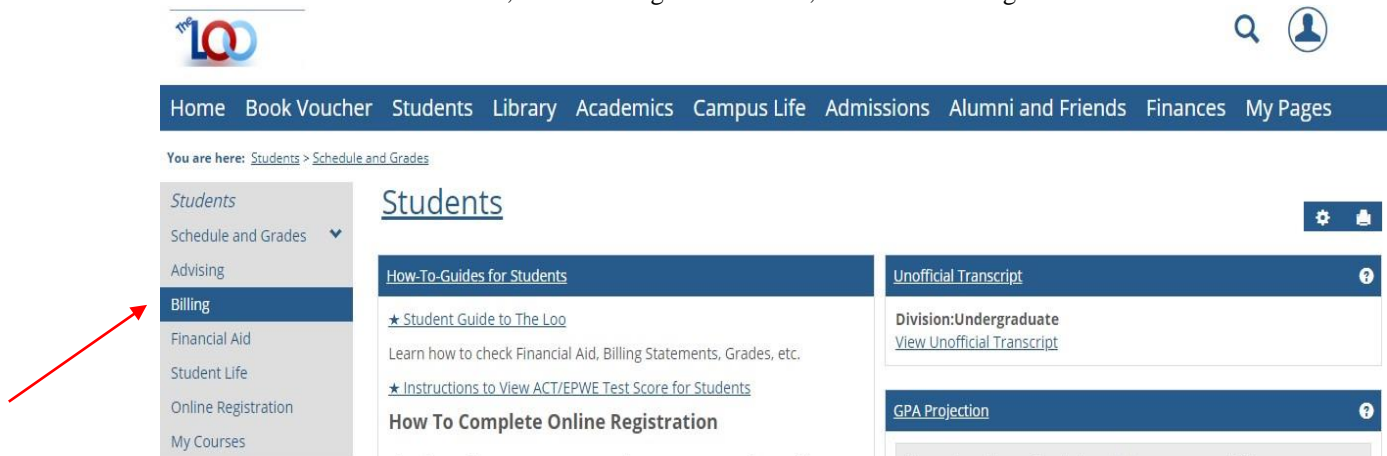 The LOO
Home Book Voucher Students Library Academics Campus Life Admissions Alumni and Friends Finances My Pages
You are here: Students > Schedule and Grades
Students
Schedule and Grades
Advising
Billing
Financial Aid
Student Life
Online Registration
My Courses
Students
How-To-Guides for Students
★ Student Guide to The Loo
Learn how to check Financial Aid, Billing Statements, Grades, etc.
★ Instructions to View ACT/EPWE Test Score for Students
How To Complete Online Registration
Unofficial Transcript
Division:Undergraduate
View Unofficial Transcript
GPA Projection